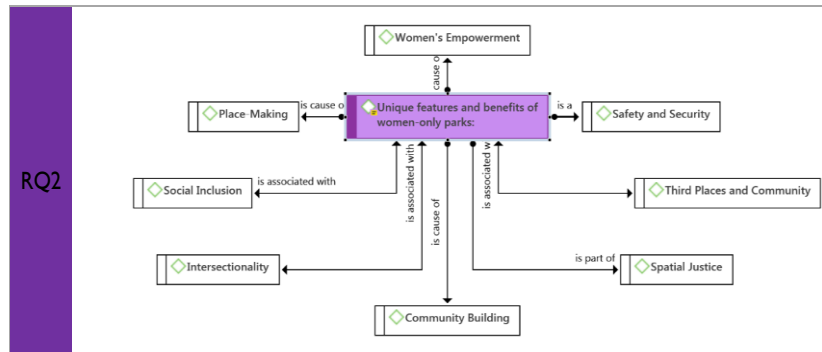 Women's Empowerment
cause o
Place-Making
is cause o
Unique features and benefits of
women-only parks:
is a
Safety and Security
RQ2
Social Inclusion
is associated with
is associated with
is cause of
is associated w
Third Places and Community
Intersectionality
is part of
Spatial Justice
Community Building